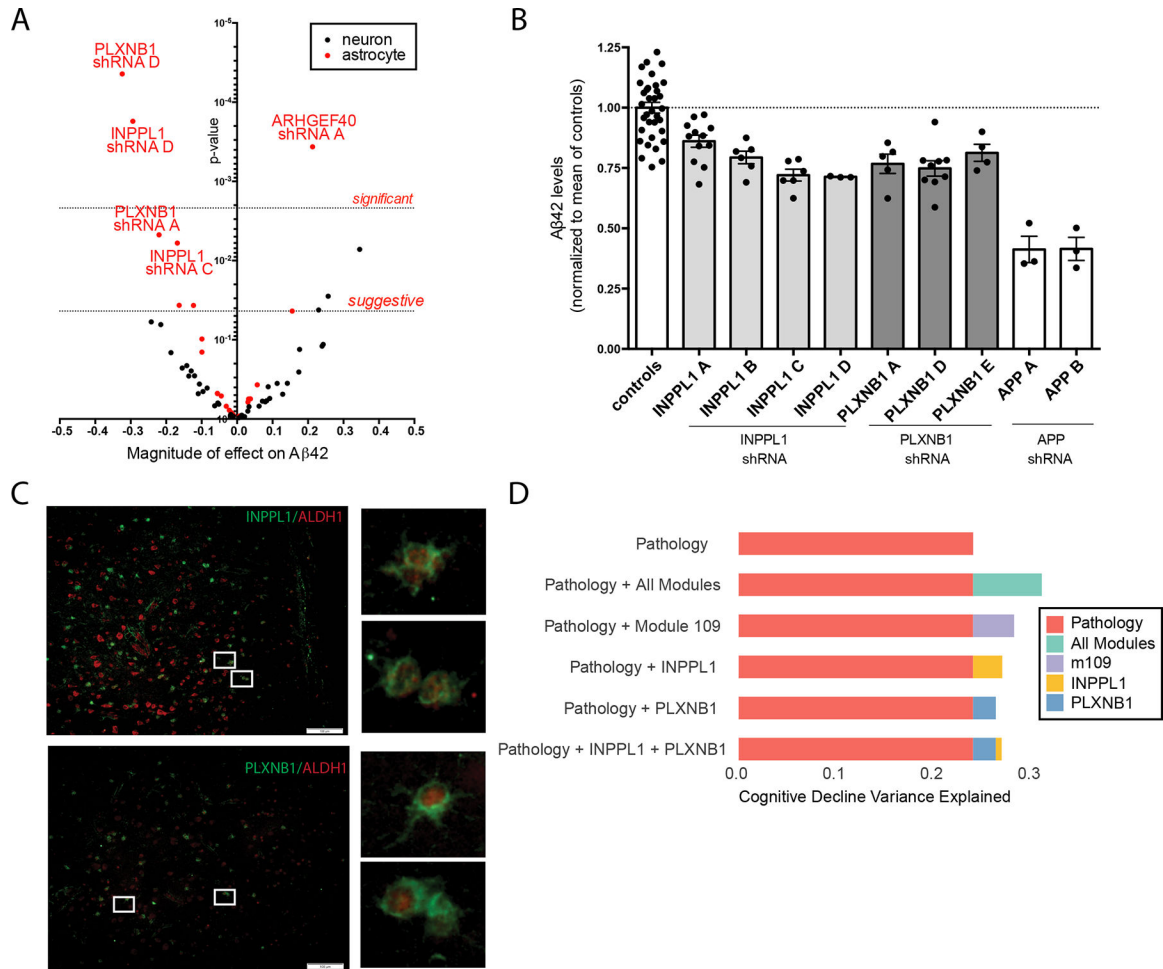 A
PLXNB1
shRNA D
INPPL1
shRNA D
ARHGEF40
shRNA A
PLXNB1
shRNA A
INPPL1
shRNA C
neuron
astrocyte
significant
suggestive
p-value
10-5
10-4
10-3
10-2
10-1
-0.5 -0.4 -0.3 -0.2 -0.1 0.0 0.1 0.2 0.3 0.4 0.5
Magnitude of effect on Aβ42
B
Aβ42 levels
(normalized to mean of controls)
1.25
1.00
0.75
0.50
0.25
0.00
controls
INPPL1 A
INPPL1 B
INPPL1 C
INPPL1 D
PLXNB1 A
PLXNB1 D
PLXNB1 E
APP A
APP B
INPPL1
shRNA
PLXNB1
shRNA
APP
shRNA
C
INPPL1/ALDH1
PLXNB1/ALDH1
D
Pathology
Pathology + All Modules
Pathology + Module 109
Pathology + INPPL1
Pathology + PLXNB1
Pathology + INPPL1 + PLXNB1
0.0 0.1 0.2 0.3
Cognitive Decline Variance Explained
Pathology
All Modules
m109
INPPL1
PLXNB1